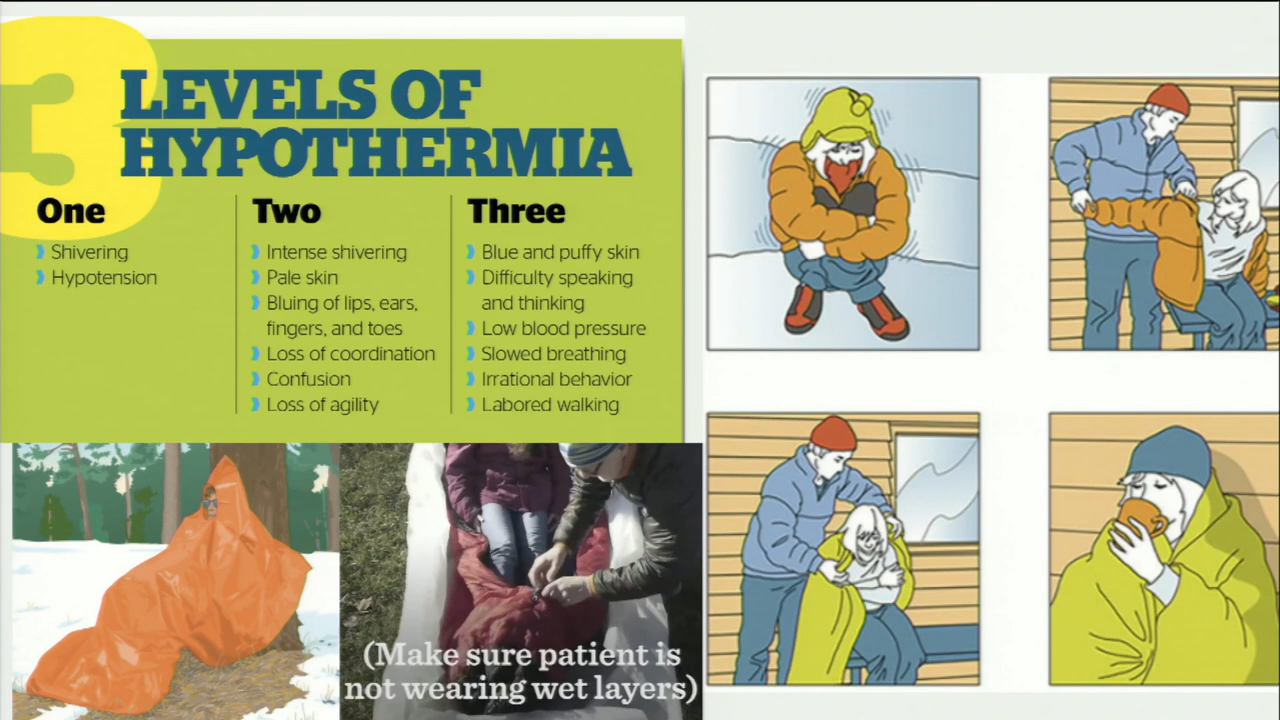 3
LEVELS OF
HYPOTHERMIA
One
Shivering
Hypotension
Two
Intense shivering
Pale skin
Bluing of lips, ears,
fingers, and toes
Loss of coordination
Confusion
Loss of agility
Three
Blue and puffy skin
Difficulty speaking
and thinking
Low blood pressure
Slowed breathing
Irrational behavior
Labored walking
(Make sure patient is
not wearing wet layers)